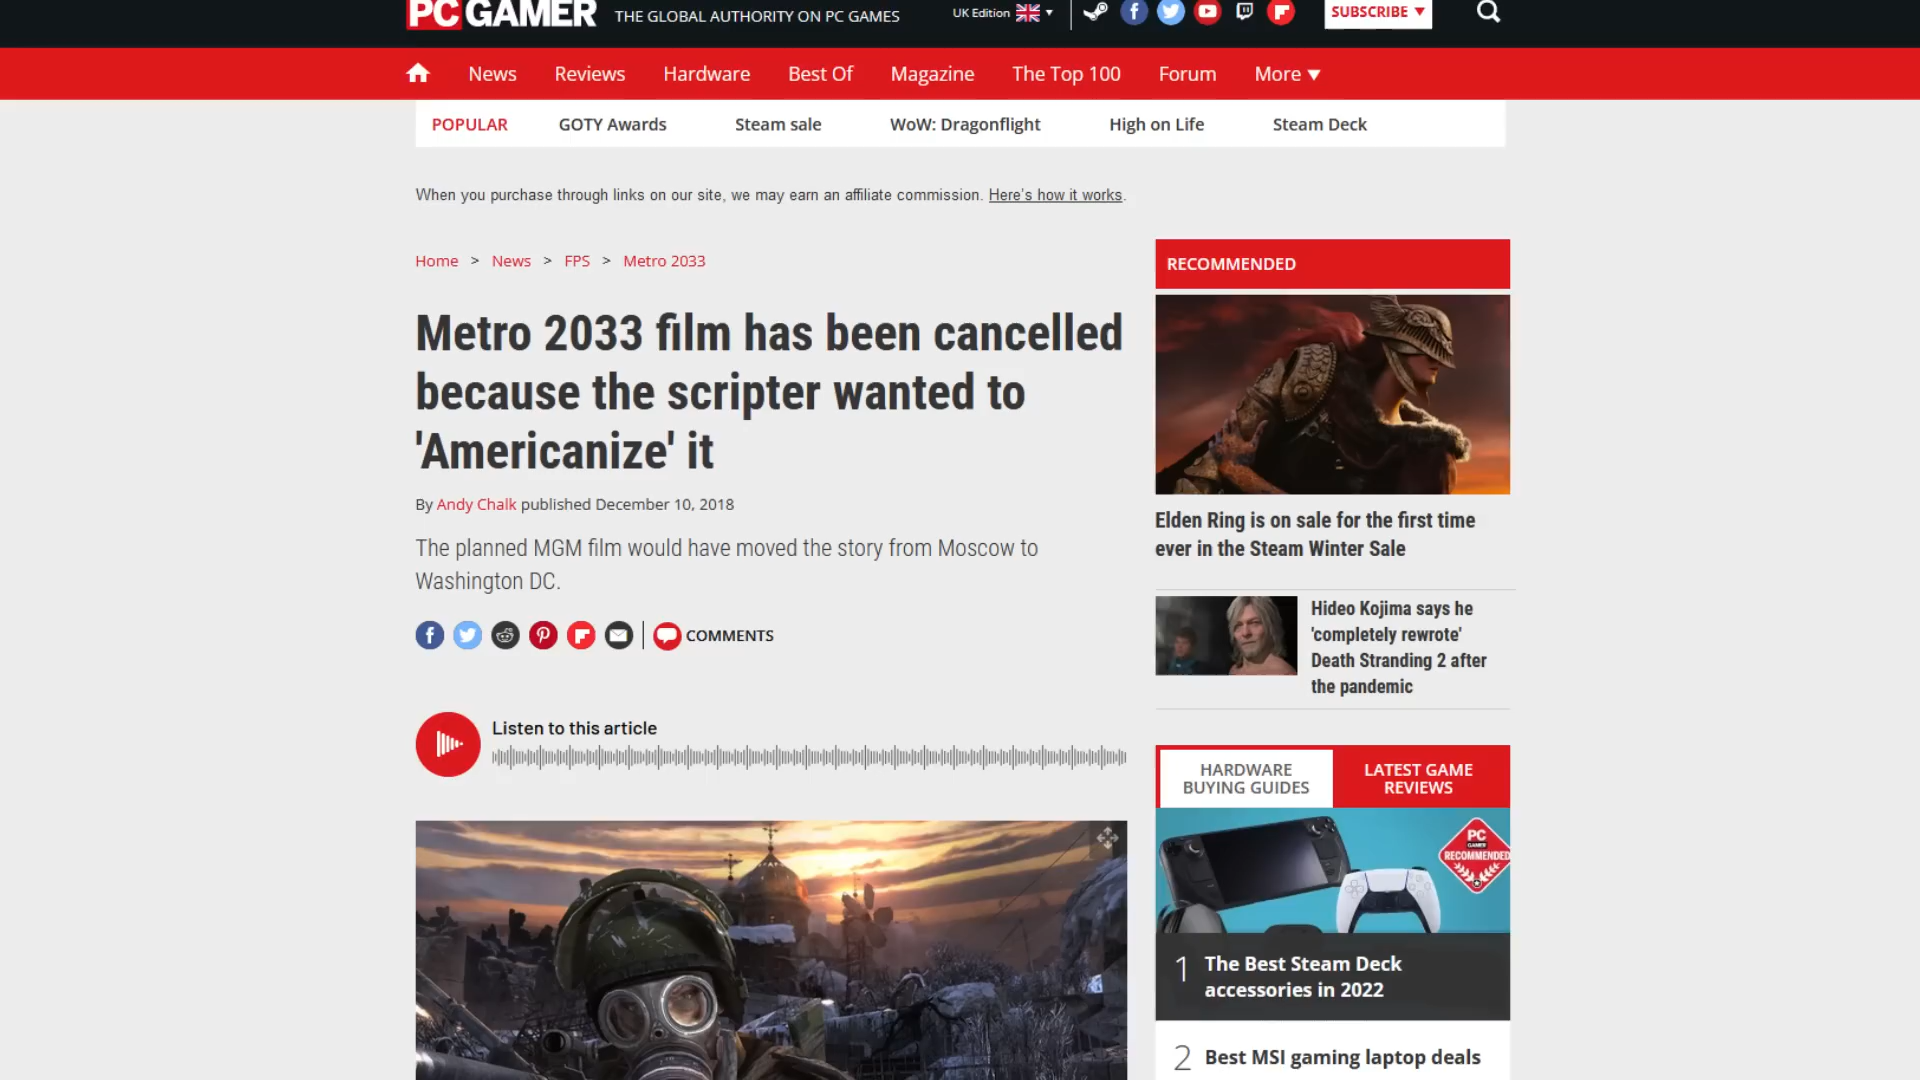 PC GAMER THE GLOBAL AUTHORITY ON PC GAMES UK Edition SUBSCRIBE
News Reviews Hardware Best Of Magazine The Top 100 Forum More
POPULAR GOTY Awards Steam sale WoW: Dragonflight High on Life Steam Deck
When you purchase through links on our site, we may earn an affiliate commission. Here's how it works.
Home > News > FPS > Metro 2033
Metro 2033 film has been cancelled
because the scripter wanted to
'Americanize' it
By Andy Chalk published December 10, 2018
The planned MGM film would have moved the story from Moscow to
Washington DC.
COMMENTS
Listen to this article
RECOMMENDED
Elden Ring is on sale for the first time
ever in the Steam Winter Sale
Hideo Kojima says he
'completely rewrote'
Death Stranding 2 after
the pandemic
HARDWARE
BUYING GUIDES
LATEST GAME
REVIEWS
PC
GAMER
RECOMMENDED
1 The Best Steam Deck
accessories in 2022
2 Best MSI gaming laptop deals